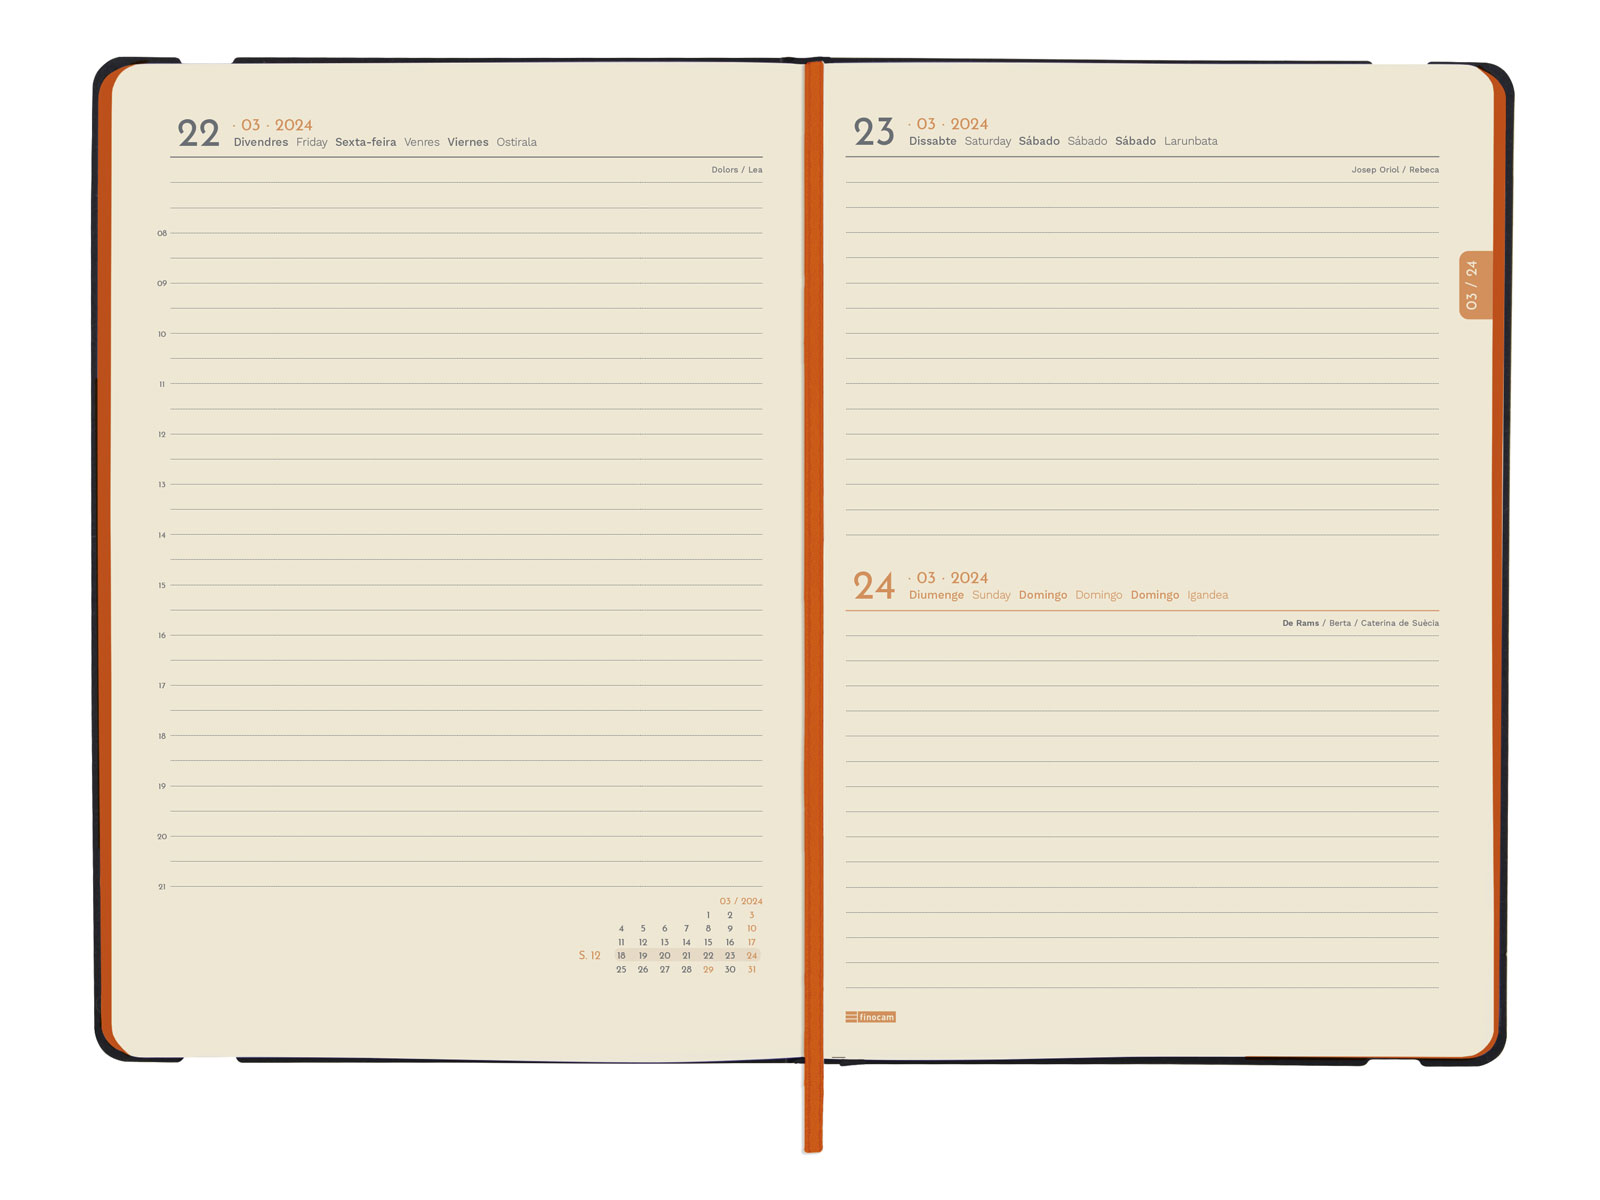 22 · 03 · 2024
Divendres Friday Sexta-feira Venres Viernes Ostirala
Dolors / Lea
08
09
10
11
12
13
14
15
16
17
18
19
20
21
03 / 2024
1 2 3
4 5 6 7 8 9 10
11 12 13 14 15 16 17
S. 12 18 19 20 21 22 23 24
25 26 27 28 29 30 31
23 · 03 · 2024
Dissabte Saturday Sábado Sábado Sábado Larunbata
Josep Oriol / Rebeca
03 / 24
24 · 03 · 2024
Diumenge Sunday Domingo Domingo Domingo Igandea
De Rams / Berta / Caterina de Suècia
finocam